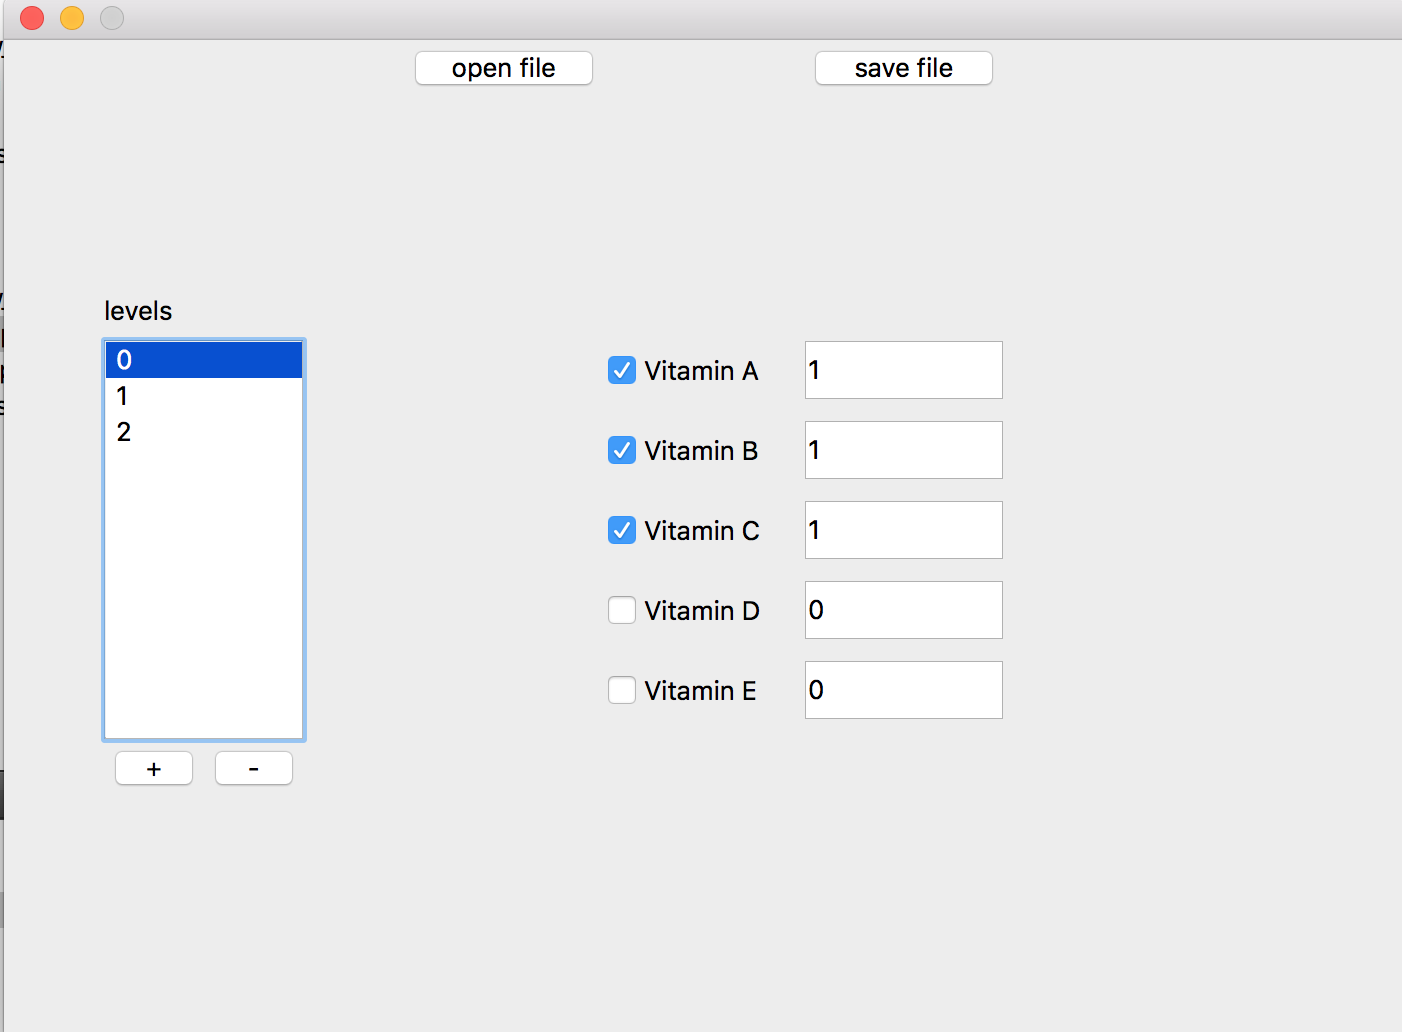 open file
save file
levels
0
1
2
Vitamin A 1
Vitamin B 1
Vitamin C 1
Vitamin D 0
Vitamin E 0
+ -